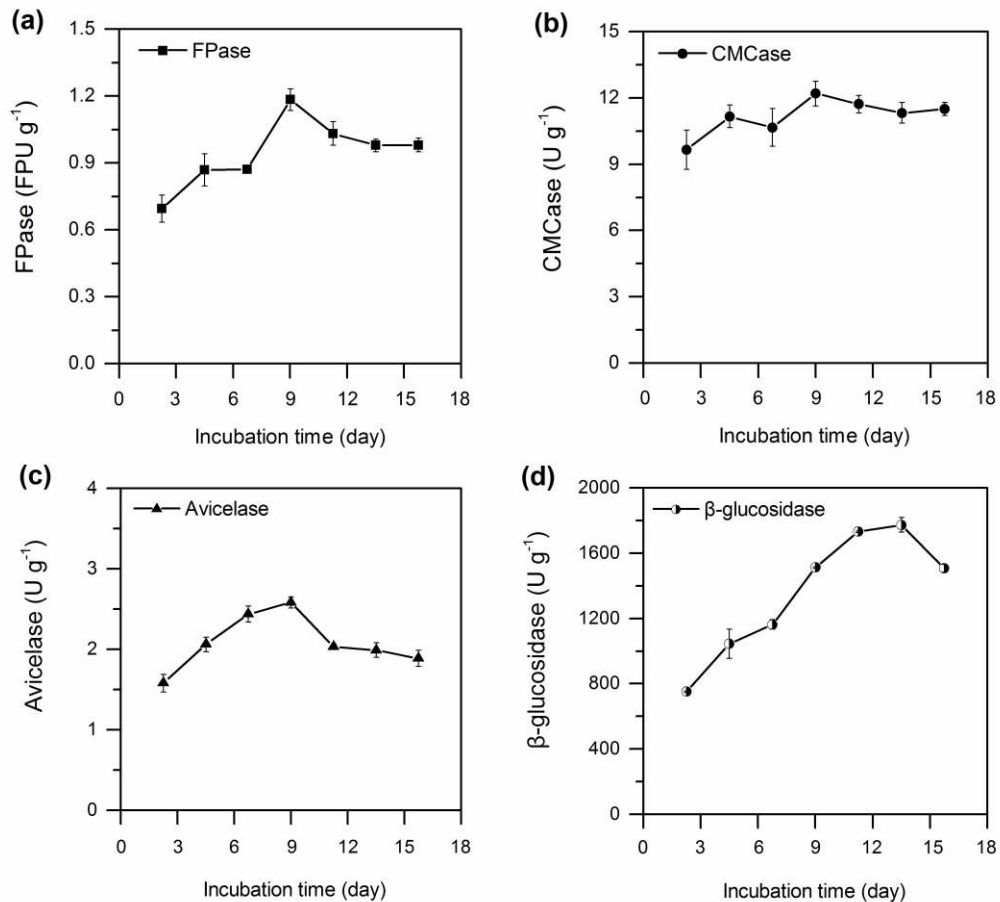 (a)
FPase
FPase (FPU g⁻¹)
1.5
1.2
0.9
0.6
0.3
0.0
0 3 6 9 12 15 18
Incubation time (day)
(b)
CMCase
CMCase (U g⁻¹)
15
12
9
6
3
0
0 3 6 9 12 15 18
Incubation time (day)
(c)
Avicelase
Avicelase (U g⁻¹)
4
3
2
1
0
0 3 6 9 12 15 18
Incubation time (day)
(d)
β-glucosidase
β-glucosidase (U g⁻¹)
2000
1600
1200
800
400
0
0 3 6 9 12 15 18
Incubation time (day)